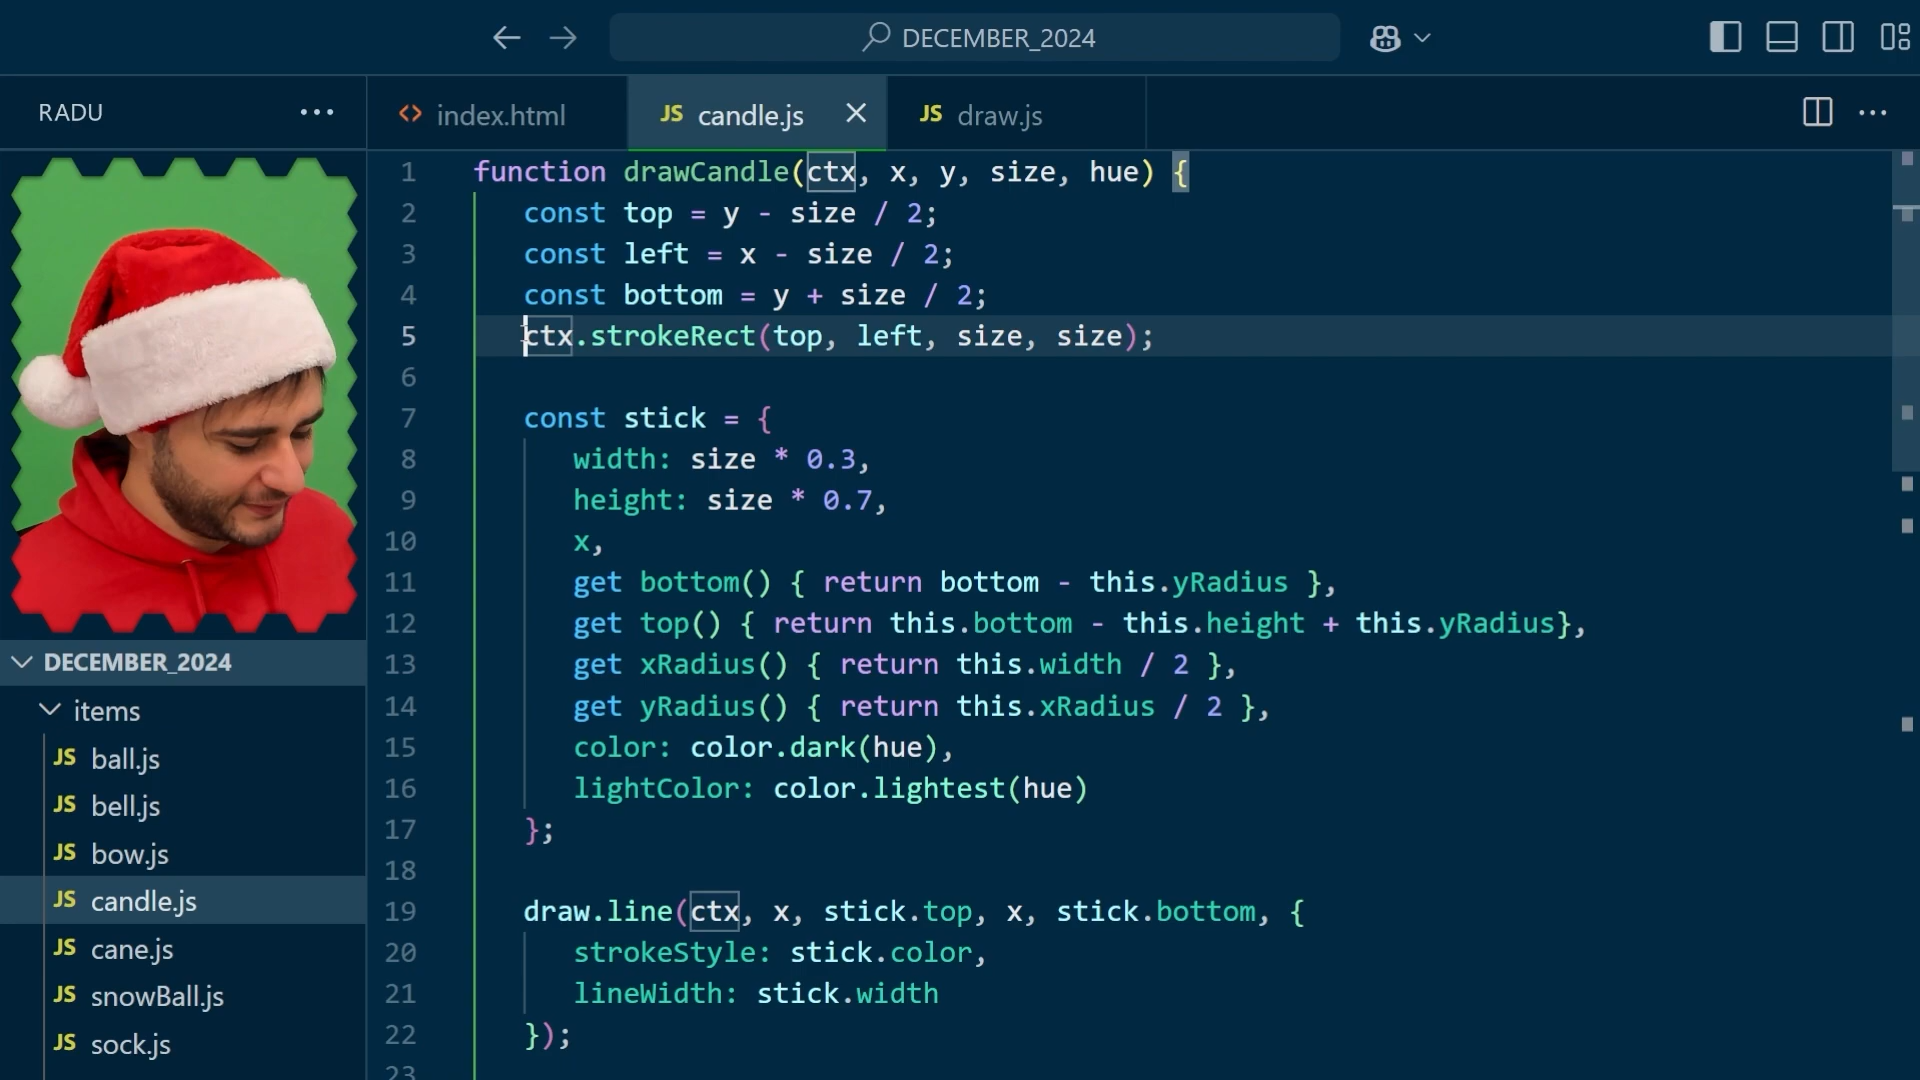 DECEMBER_2024
RADU
index.html
JS candle.js
JS draw.js
DECEMBER_2024
items
JS ball.js
JS bell.js
JS bow.js
JS candle.js
JS cane.js
JS snowBall.js
JS sock.js
1 function drawCandle(ctx, x, y, size, hue) {
2 const top = y - size / 2;
3 const left = x - size / 2;
4 const bottom = y + size / 2;
5 ctx.strokeRect(top, left, size, size);
6
7 const stick = {
8 width: size * 0.3,
9 height: size * 0.7,
10 x,
11 get bottom() { return bottom - this.yRadius },
12 get top() { return this.bottom - this.height + this.yRadius},
13 get xRadius() { return this.width / 2 },
14 get yRadius() { return this.xRadius / 2 },
15 color: color.dark(hue),
16 lightColor: color.lightest(hue)
17 };
18
19 draw.line(ctx, x, stick.top, x, stick.bottom, {
20 strokeStyle: stick.color,
21 lineWidth: stick.width
22 });
23